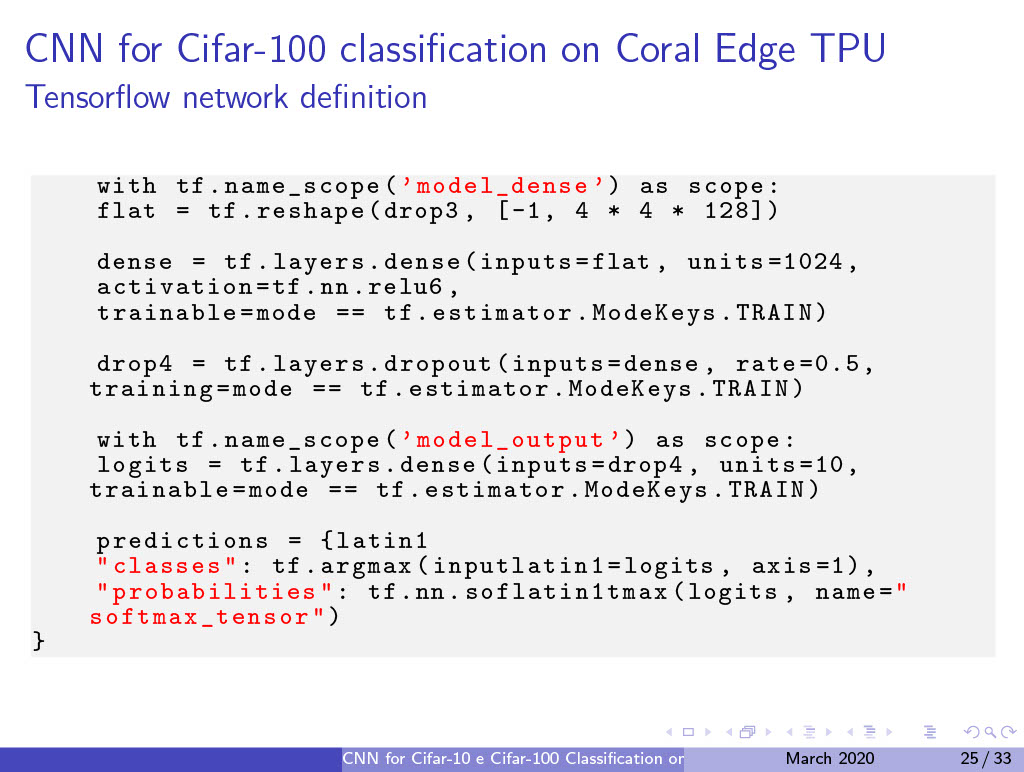 CNN for Cifar-100 classification on Coral Edge TPU
Tensorflow network definition
with tf.name_scope('model_dense') as scope:
flat = tf.reshape(drop3, [-1, 4 * 4 * 128])
dense = tf.layers.dense(inputs=flat, units=1024,
activation=tf.nn.relu6,
trainable=mode == tf.estimator.ModeKeys.TRAIN)
drop4 = tf.layers.dropout(inputs=dense, rate=0.5,
training=mode == tf.estimator.ModeKeys.TRAIN)
with tf.name_scope('model_output') as scope:
logits = tf.layers.dense(inputs=drop4, units=10,
trainable=mode == tf.estimator.ModeKeys.TRAIN)
predictions = {latin1
"classes": tf.argmax(inputlatin1=logits, axis=1),
"probabilities": tf.nn.soflatin1tmax(logits, name="
softmax_tensor")
}
CNN for Cifar-10 e Cifar-100 Classification or
March 2020
25 / 33